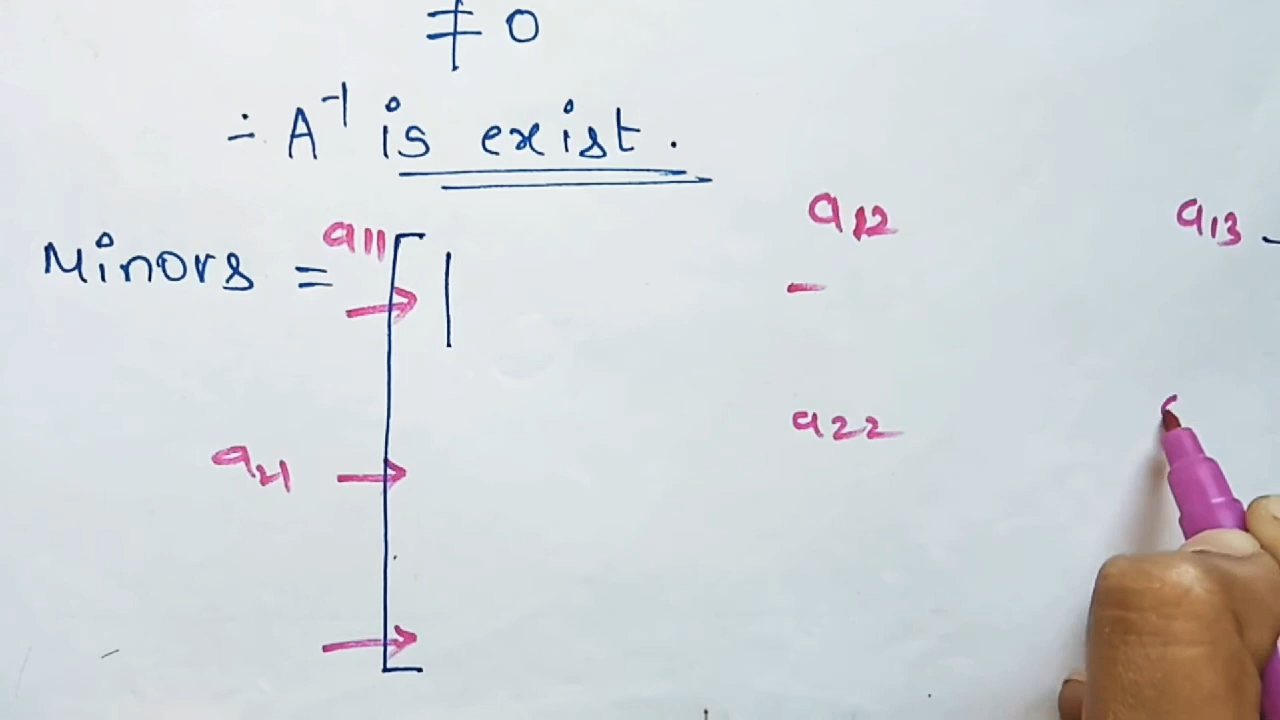 ≠ 0
∴ A⁻¹ is exist.
a12 a13
Minors = a11 [ |
a22
a21